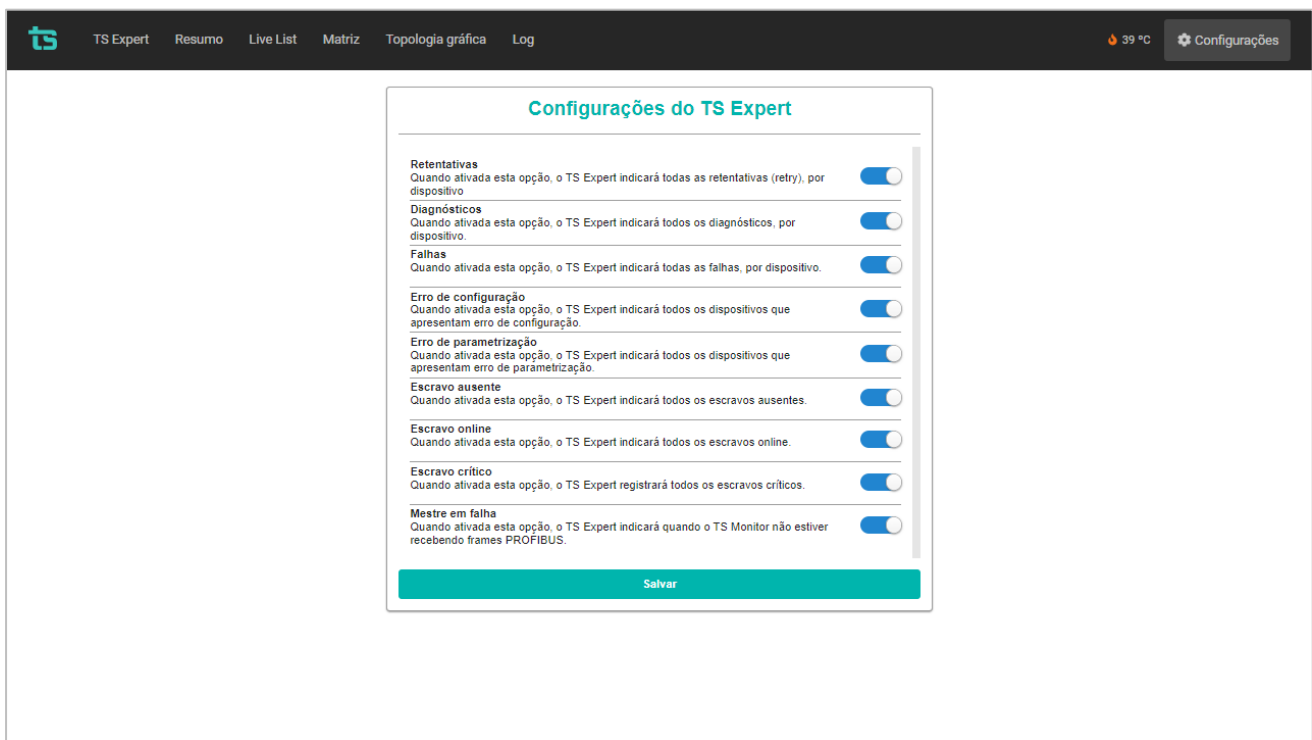 ts
TS Expert Resumo Live List Matriz Topologia gráfica Log 39 ºC Configurações
Configurações do TS Expert
Retentativas
Quando ativada esta opção, o TS Expert indicará todas as retentativas (retry), por
dispositivo
Diagnósticos
Quando ativada esta opção, o TS Expert indicará todos os diagnósticos, por
dispositivo.
Falhas
Quando ativada esta opção, o TS Expert indicará todas as falhas, por dispositivo.
Erro de configuração
Quando ativada esta opção, o TS Expert indicará todos os dispositivos que
apresentam erro de configuração.
Erro de parametrização
Quando ativada esta opção, o TS Expert indicará todos os dispositivos que
apresentam erro de parametrização.
Escravo ausente
Quando ativada esta opção, o TS Expert indicará todos os escravos ausentes.
Escravo online
Quando ativada esta opção, o TS Expert indicará todos os escravos online.
Escravo crítico
Quando ativada esta opção, o TS Expert registrará todos os escravos críticos.
Mestre em falha
Quando ativada esta opção, o TS Expert indicará quando o TS Monitor não estiver
recebendo frames PROFIBUS.
Salvar